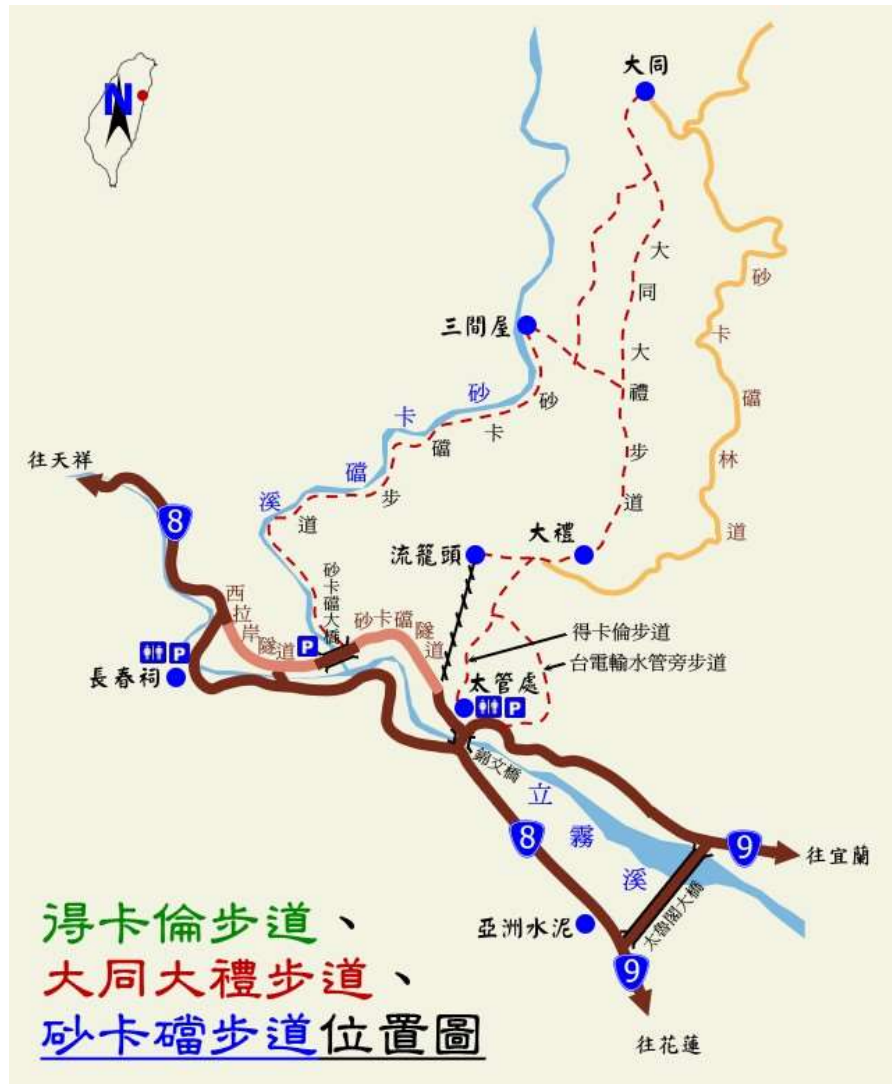 N
大同
大同大禮步道
砂卡礑林道
三間屋
砂卡礑溪
砂卡礑步道
往天祥
8
流籠頭
大禮
西拉岸隧道
P
砂卡礑大橋
砂卡礑隧道
得卡倫步道
台電輸水管旁步道
P
長春祠
太管處
P
錦文橋
立霧溪
8
9
往宜蘭
太魯閣大橋
亞洲水泥
9
往花蓮
得卡倫步道、
大同大禮步道、
砂卡礑步道位置圖